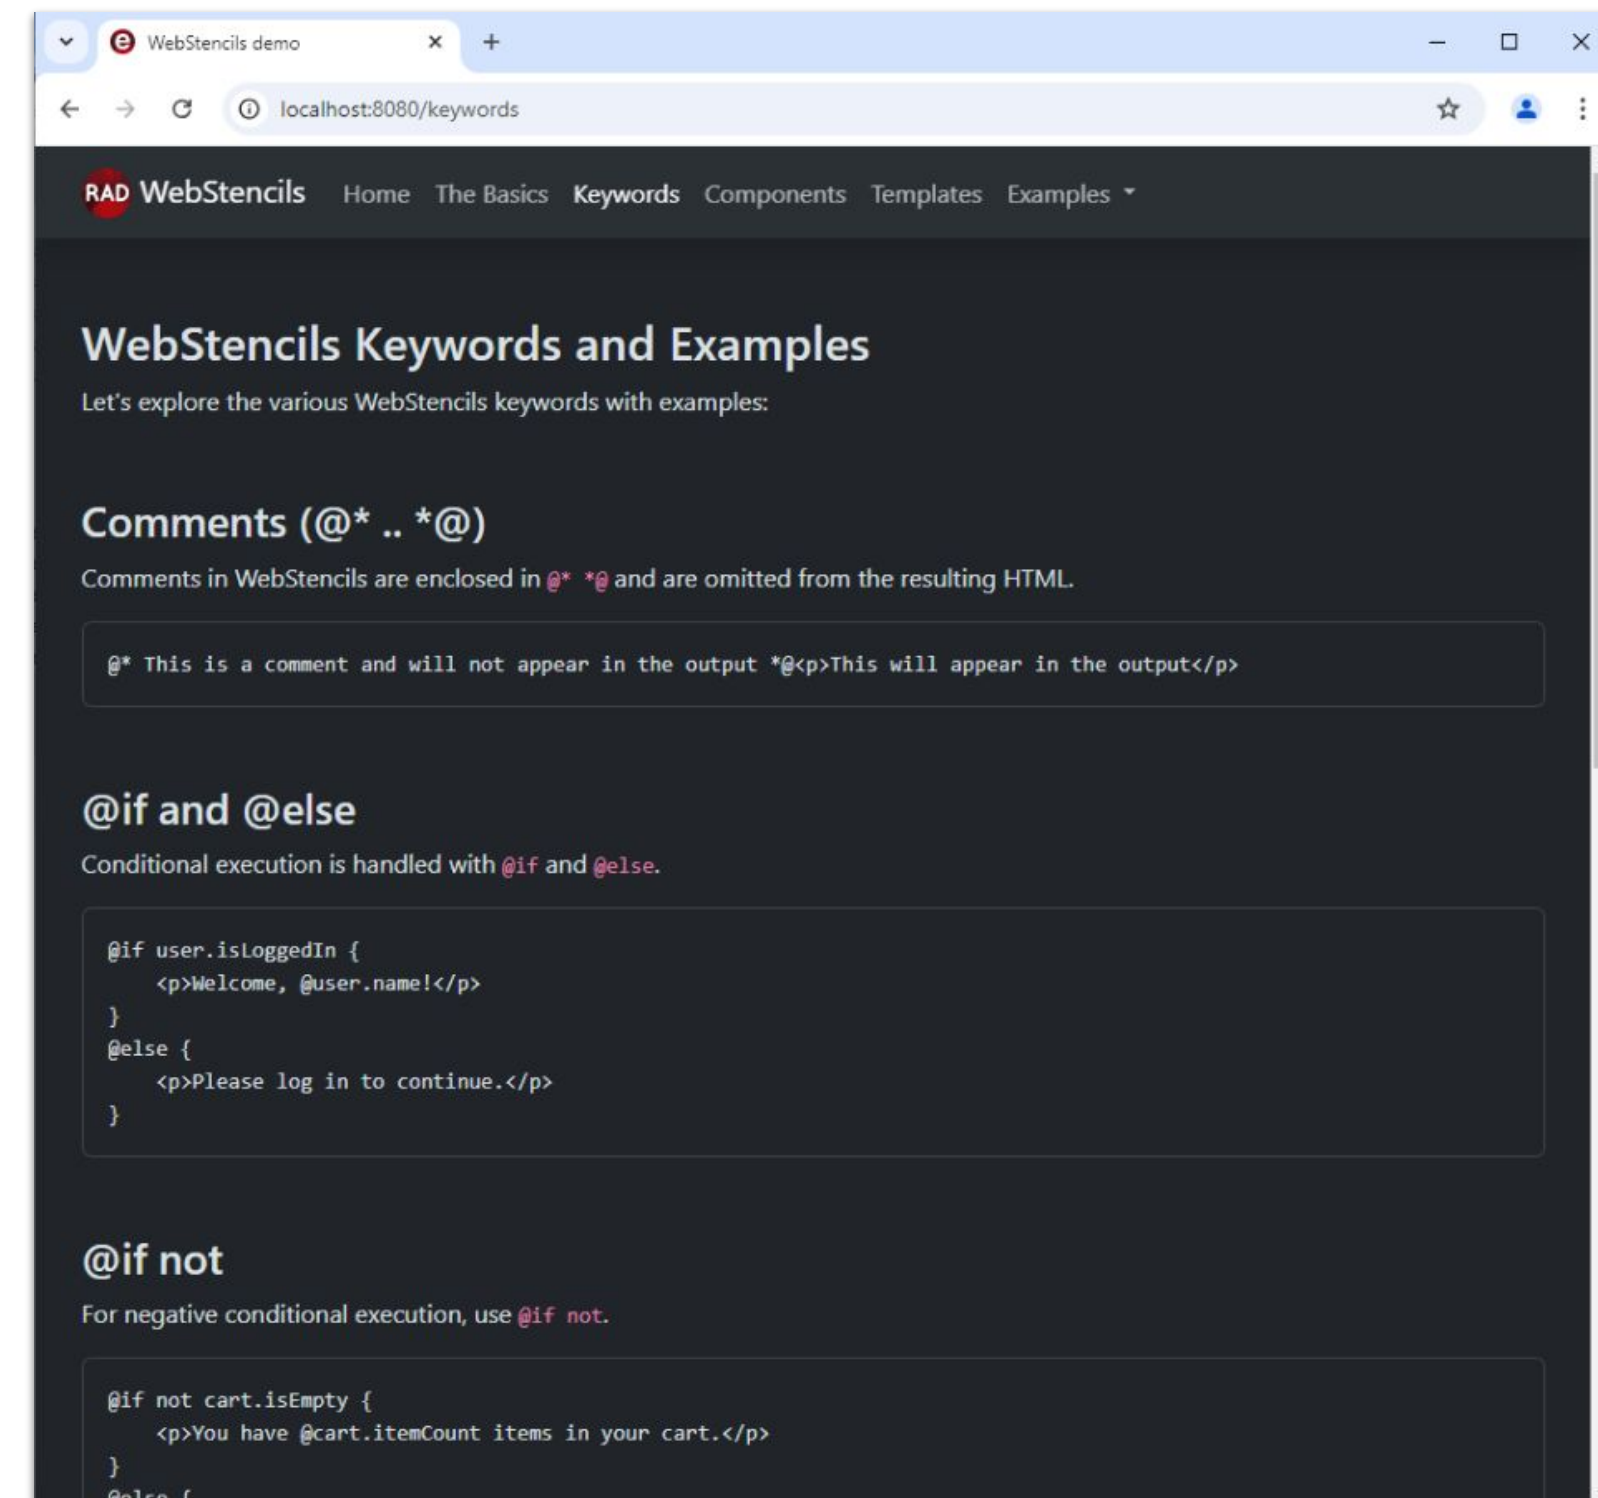 WebStencils demo
localhost:8080/keywords
RAD WebStencils Home The Basics Keywords Components Templates Examples
WebStencils Keywords and Examples
Let's explore the various WebStencils keywords with examples:
Comments (@* .. *@)
Comments in WebStencils are enclosed in @* *@ and are omitted from the resulting HTML.
@* This is a comment and will not appear in the output *@<p>This will appear in the output</p>
@if and @else
Conditional execution is handled with @if and @else.
@if user.isLoggedIn {
    <p>Welcome, @user.name!</p>
}
@else {
    <p>Please log in to continue.</p>
}
@if not
For negative conditional execution, use @if not.
@if not cart.isEmpty {
    <p>You have @cart.itemCount items in your cart.</p>
}
@else {